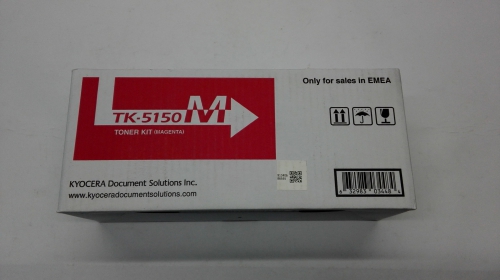 Only for sales in EMEA
TK-5150 M
TONER KIT (MAGENTA)
KYOCERA Document Solutions Inc.
www.kyoceradocumentsolutions.com